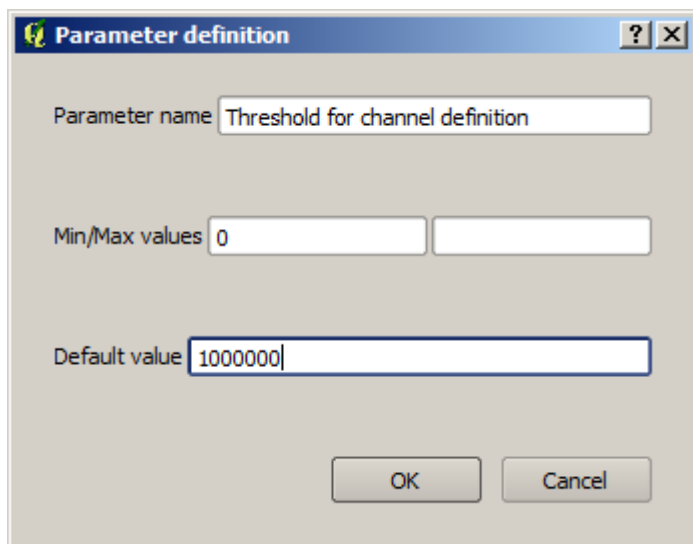 Parameter definition
Parameter name Threshold for channel definition
Min/Max values 0
Default value 1000000
OK Cancel